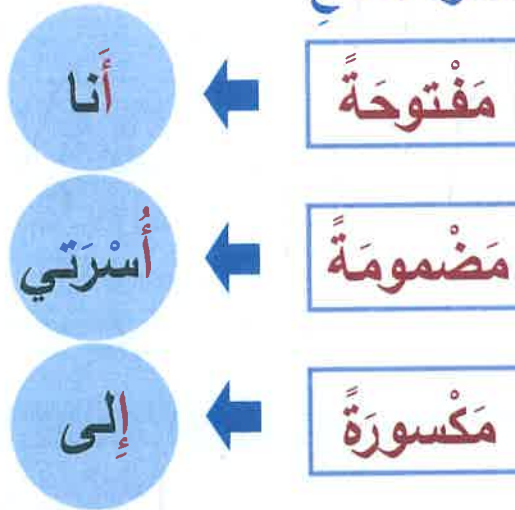 مَفْتوحَةً
أَنا
مَضْمومَةً
أُسْرَتي
مَكْسورَةً
إِلى